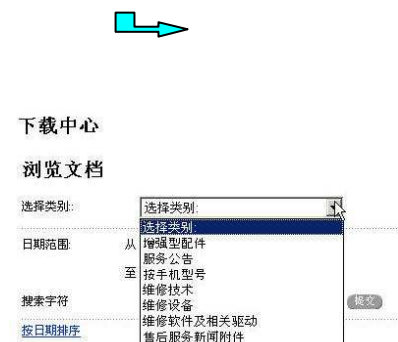 下载中心
浏览文档
选择类别:
选择类别:
选择类别:
日期范围:
从
增强型配件
服务公告
至
按手机型号
维修技术
搜索字符
维修设备
提交
维修软件及相关驱动
按日期排序
售后服务新闻附件